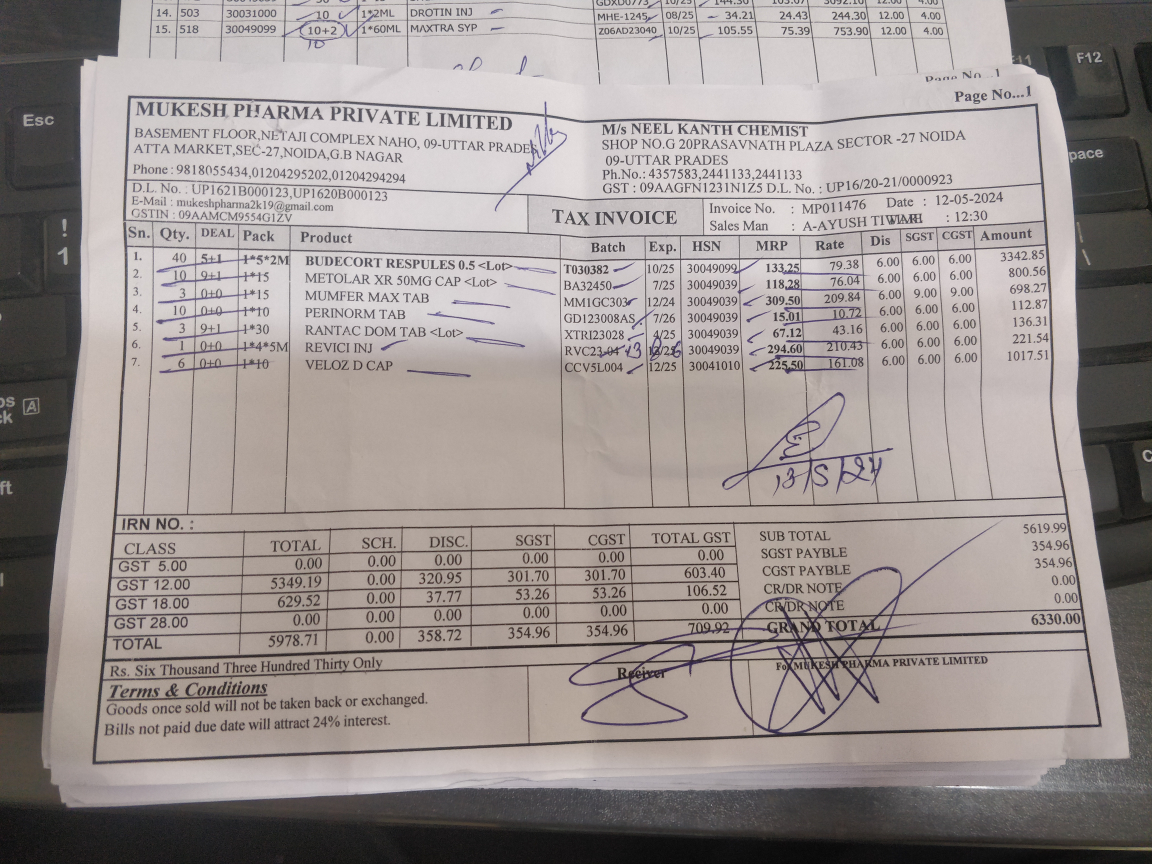 14. 503 30031000 10 1*2ML DROTIN INJ MHE-1245 08/25 34.21 24.43 244.30 12.00 4.00
15. 518 30049099 10+2 1*60ML MAXTRA SYP Z06AD23040 10/25 105.55 75.39 753.90 12.00 4.00
10
Page No...1
Page No...1
MUKESH PHARMA PRIVATE LIMITED
BASEMENT FLOOR,NETAJI COMPLEX NAHO, 09-UTTAR PRADES
ATTA MARKET,SEC-27,NOIDA,G.B NAGAR
Phone : 9818055434,01204295202,01204294294
D.L. No. : UP1621B000123,UP1620B000123
E-Mail : mukeshpharma2k19@gmail.com
GSTIN : 09AAMCM9554G1ZV
M/s NEEL KANTH CHEMIST
SHOP NO.G 20PRASAVNATH PLAZA SECTOR -27 NOIDA
09-UTTAR PRADES
Ph.No.: 4357583,2441133,2441133
GST : 09AAGFN1231N1Z5 D.L. No. : UP16/20-21/0000923
TAX INVOICE
Invoice No. : MP011476 Date : 12-05-2024
Sales Man : A-AYUSH TIWARI : 12:30
Sn. Qty. DEAL Pack Product Batch Exp. HSN MRP Rate Dis SGST CGST Amount
1. 40 5+1 1*5*2M BUDECORT RESPULES 0.5 <Lot> T030382 10/25 30049099 133.25 79.38 6.00 6.00 6.00 3342.85
2. 10 9+1 1*15 METOLAR XR 50MG CAP <Lot> BA32450 7/25 30049039 118.28 76.04 6.00 6.00 6.00 800.56
3. 3 0+0 1*15 MUMFER MAX TAB MM1GC303 12/24 30049039 309.50 209.84 6.00 9.00 9.00 698.27
4. 10 0+0 1*10 PERINORM TAB GD123008AS 7/26 30049039 15.01 10.72 6.00 6.00 6.00 112.87
5. 3 9+1 1*30 RANTAC DOM TAB <Lot> XTRI23028 4/25 30049039 67.12 43.16 6.00 6.00 6.00 136.31
6. 1 0+0 1*4*5M REVICI INJ RVC23-04 30049039 294.60 210.43 6.00 6.00 6.00 221.54
7. 6 0+0 1*10 VELOZ D CAP CCV5L004 12/25 30041010 225.50 161.08 6.00 6.00 6.00 1017.51
13/5/24
IRN NO. :
CLASS TOTAL SCH. DISC. SGST CGST TOTAL GST
GST 5.00 0.00 0.00 0.00 0.00 0.00 0.00
GST 12.00 5349.19 0.00 320.95 301.70 301.70 603.40
GST 18.00 629.52 0.00 37.77 53.26 53.26 106.52
GST 28.00 0.00 0.00 0.00 0.00 0.00 0.00
TOTAL 5978.71 0.00 358.72 354.96 354.96 709.92
SUB TOTAL 5619.99
SGST PAYBLE 354.96
CGST PAYBLE 354.96
CR/DR NOTE 0.00
CR/DR NOTE 0.00
GRAND TOTAL 6330.00
Rs. Six Thousand Three Hundred Thirty Only
Terms & Conditions
Goods once sold will not be taken back or exchanged.
Bills not paid due date will attract 24% interest.
Reciver
For MUKESH PHARMA PRIVATE LIMITED
Esc
!
1
A
F11
F12